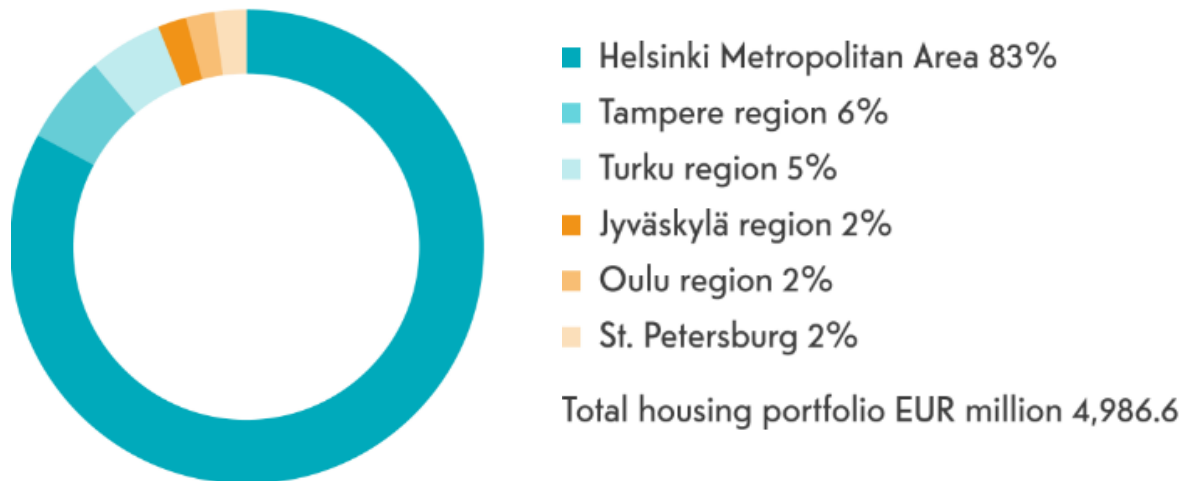 Helsinki Metropolitan Area 83%
Tampere region 6%
Turku region 5%
Jyväskylä region 2%
Oulu region 2%
St. Petersburg 2%
Total housing portfolio EUR million 4,986.6